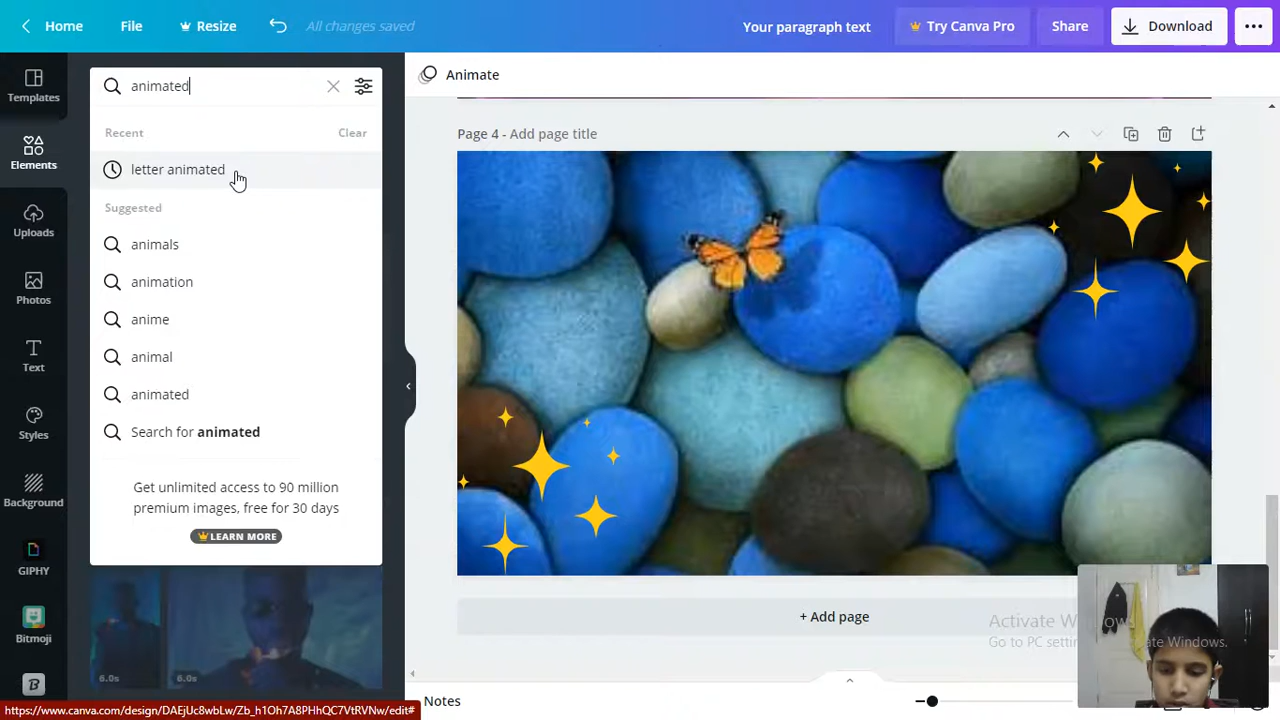 Home
File
Resize
All changes saved
Your paragraph text
Try Canva Pro
Share
Download
Templates
Elements
Uploads
Photos
Text
Styles
Background
GIPHY
Bitmoji
animated
Recent
Clear
letter animated
Suggested
animals
animation
anime
animal
animated
Search for animated
Get unlimited access to 90 million
premium images, free for 30 days
LEARN MORE
6.0s
6.0s
Animate
Page 4 - Add page title
+ Add page
Notes
https://www.canva.com/design/DAEjUc8wbLw/Zb_h1Oh7A8PHhQC7VtRVNw/edit#